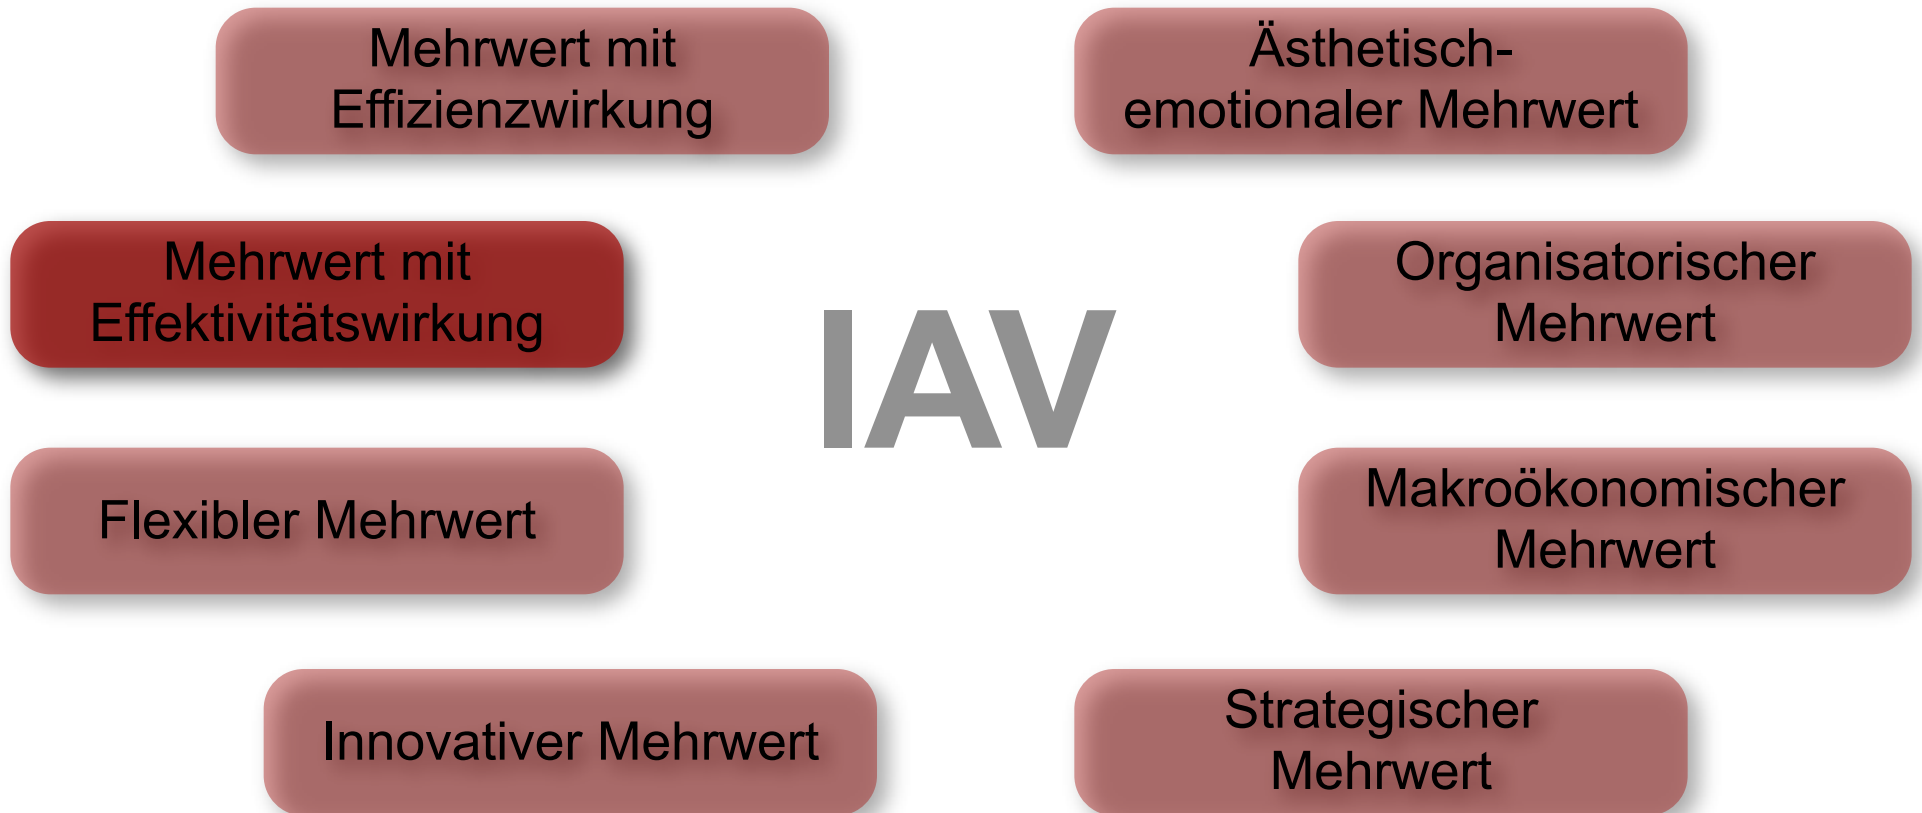 Mehrwert mit
Effizienzwirkung
Ästhetisch-
emotionaler Mehrwert
Mehrwert mit
Effektivitätswirkung
Organisatorischer
Mehrwert
IAV
Flexibler Mehrwert
Makroökonomischer
Mehrwert
Innovativer Mehrwert
Strategischer
Mehrwert